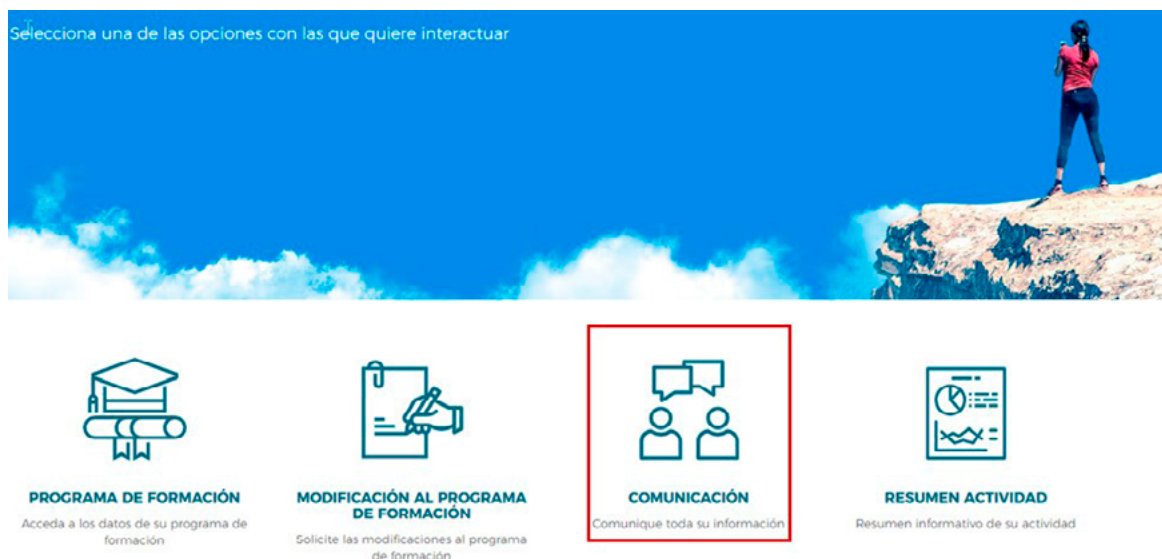 Selecciona una de las opciones con las que quiere interactuar
PROGRAMA DE FORMACIÓN
Acceda a los datos de su programa de
formación
MODIFICACIÓN AL PROGRAMA
DE FORMACIÓN
Solicite las modificaciones al programa
de formación
COMUNICACIÓN
Comunique toda su información
RESUMEN ACTIVIDAD
Resumen informativo de su actividad